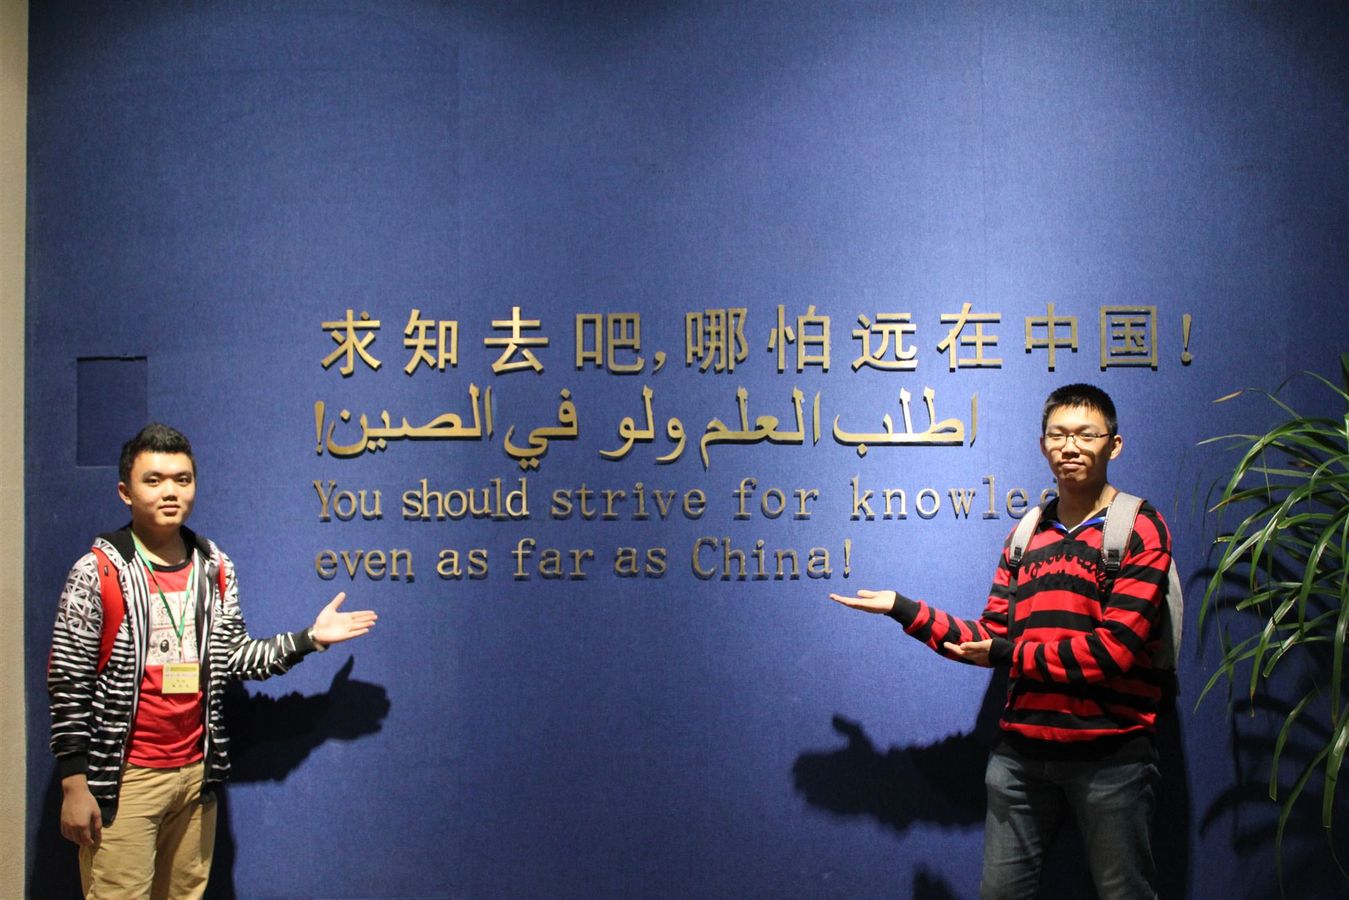 求知去吧,哪怕远在中国!
اطلب العلم ولو في الصين!
You should strive for
even as far as China!